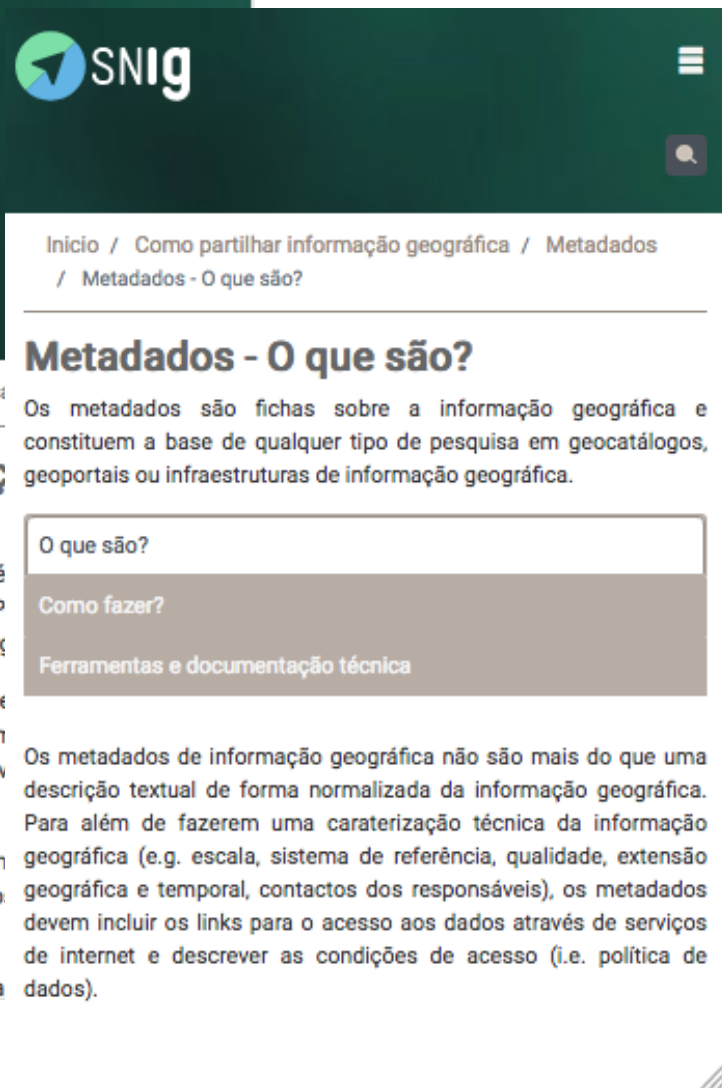 SNIg
Inicio / Como partilhar informação geográfica / Metadados
/ Metadados - O que são?
Metadados - O que são?
Os metadados são fichas sobre a informação geográfica e
constituem a base de qualquer tipo de pesquisa em geocatálogos,
geoportais ou infraestruturas de informação geográfica.
O que são?
Como fazer?
Ferramentas e documentação técnica
Os metadados de informação geográfica não são mais do que uma
descrição textual de forma normalizada da informação geográfica.
Para além de fazerem uma caraterização técnica da informação
geográfica (e.g. escala, sistema de referência, qualidade, extensão
geográfica e temporal, contactos dos responsáveis), os metadados
devem incluir os links para o acesso aos dados através de serviços
de internet e descrever as condições de acesso (i.e. política de
dados).